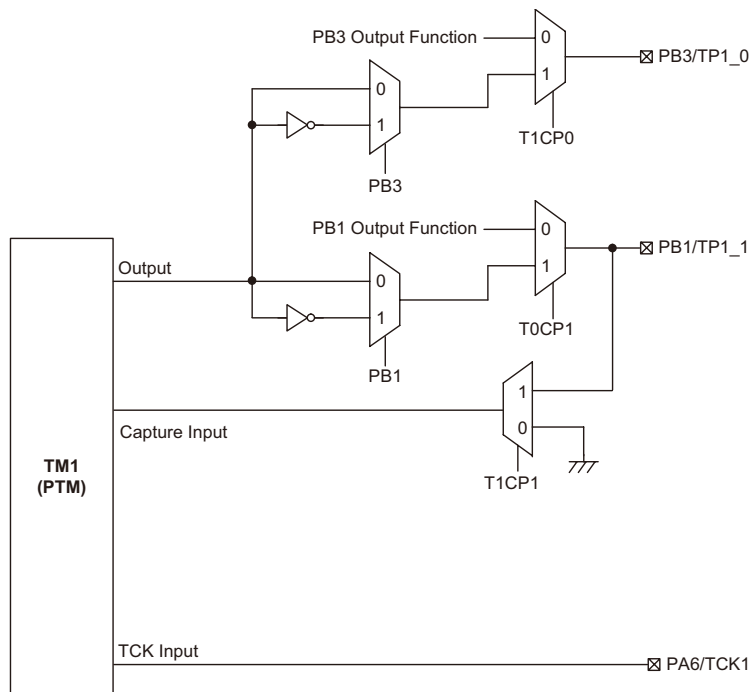 PB3 Output Function
0
1
PB3/TP1_0
T1CP0
0
1
PB3
PB1 Output Function
0
1
PB1/TP1_1
T0CP1
Output
0
1
PB1
Capture Input
1
0
T1CP1
TM1
(PTM)
TCK Input
PA6/TCK1